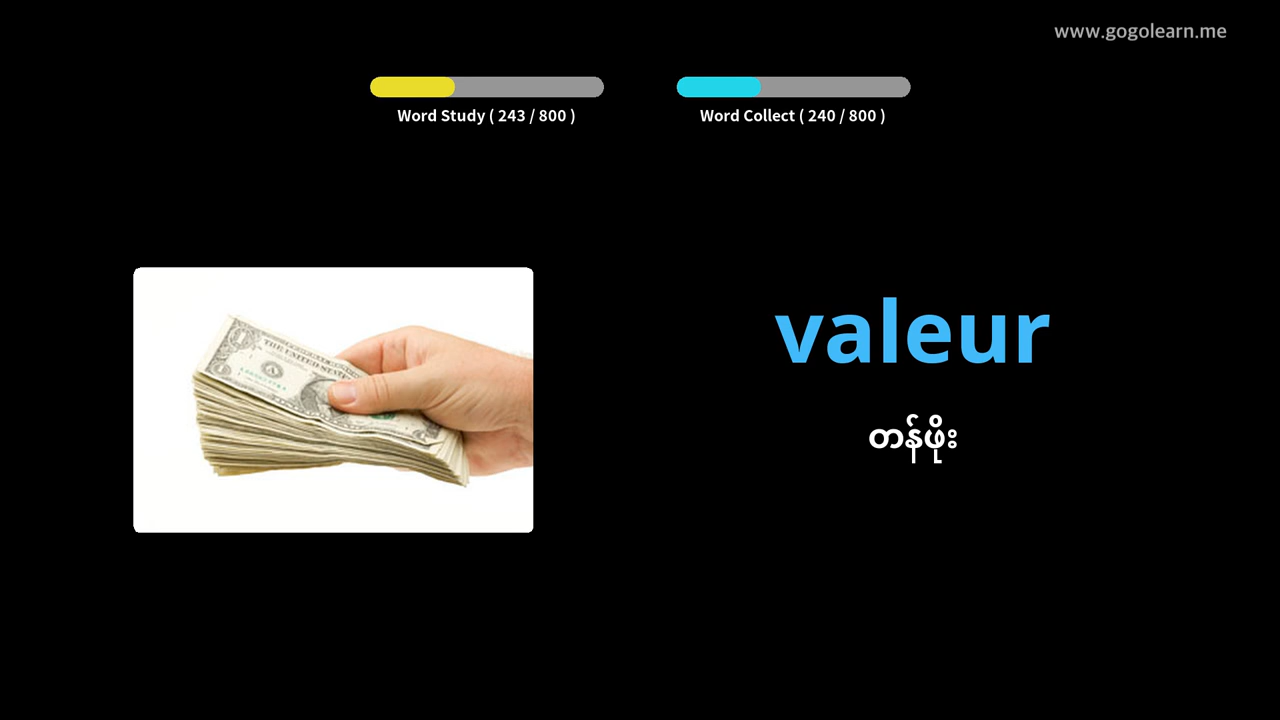 www.gogolearn.me
Word Study ( 243 / 800 )
Word Collect ( 240 / 800 )
valeur
တန်ဖိုး